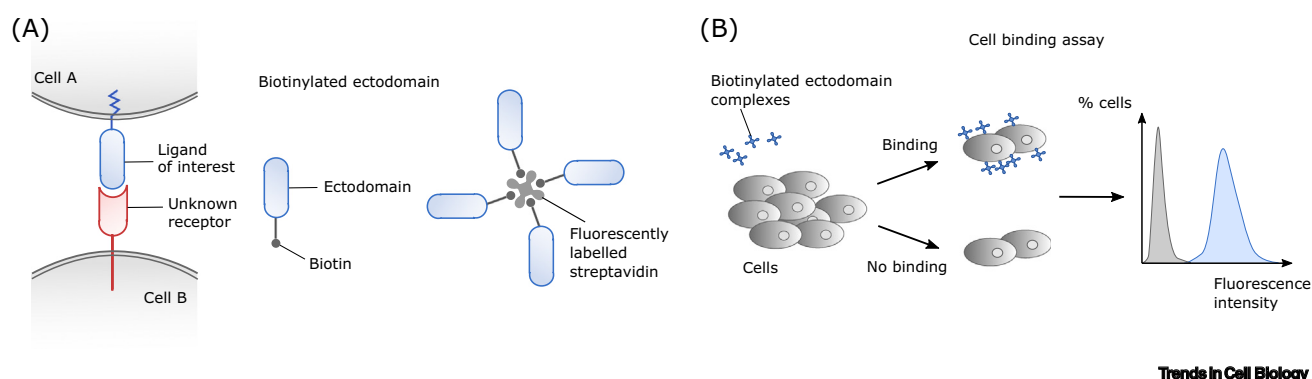 (A)
Cell A
Ligand
of interest
Unknown
receptor
Cell B
Biotinylated ectodomain
Ectodomain
Biotin
Fluorescently
labelled
streptavidin
(B)
Cell binding assay
Biotinylated ectodomain
complexes
Cells
Binding
No binding
% cells
Fluorescence
intensity
Trends in Cell Biology